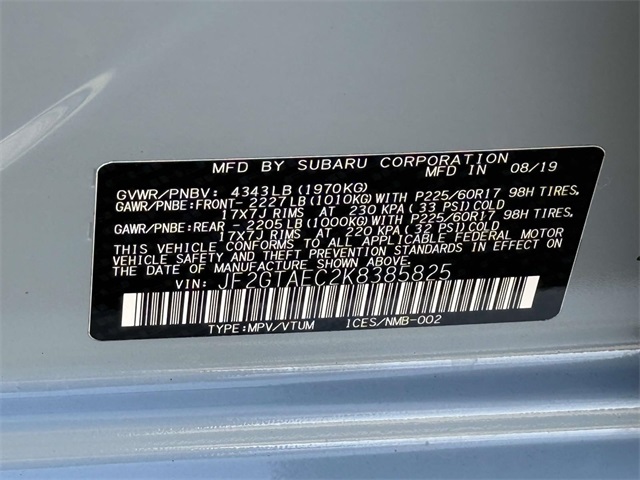 MFD BY SUBARU CORPORATION
MFD IN 08/19
GVWR/PNBV: 4343LB(1970KG)
GAWR/PNBE:FRONT- 2227LB(1010KG)WITH P225/60R17 98H TIRES,
17X7J RIMS AT 230 KPA(33 PSI)COLD
GAWR/PNBE:REAR - 2205LB(1000KG)WITH P225/60R17 98H TIRES,
17X7J RIMS AT 220 KPA(32 PSI)COLD
THIS VEHICLE CONFORMS TO ALL APPLICABLE FEDERAL MOTOR
VEHICLE SAFETY AND THEFT PREVENTION STANDARDS IN EFFECT
ON THE DATE OF MANUFACTURE SHOWN ABOVE.
VIN: JF2GTAEC2K8385825
TYPE:MPV/VTUM ICES/NMB-002